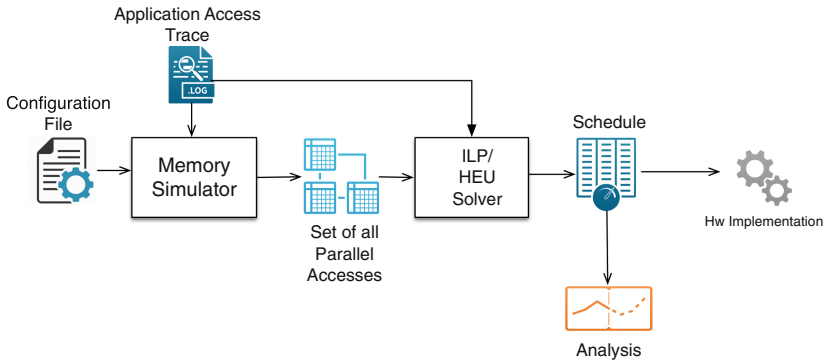 Application Access
Trace
.LOG
Configuration
File
Memory
Simulator
Set of all
Parallel
Accesses
ILP/
HEU
Solver
Schedule
Hw Implementation
Analysis